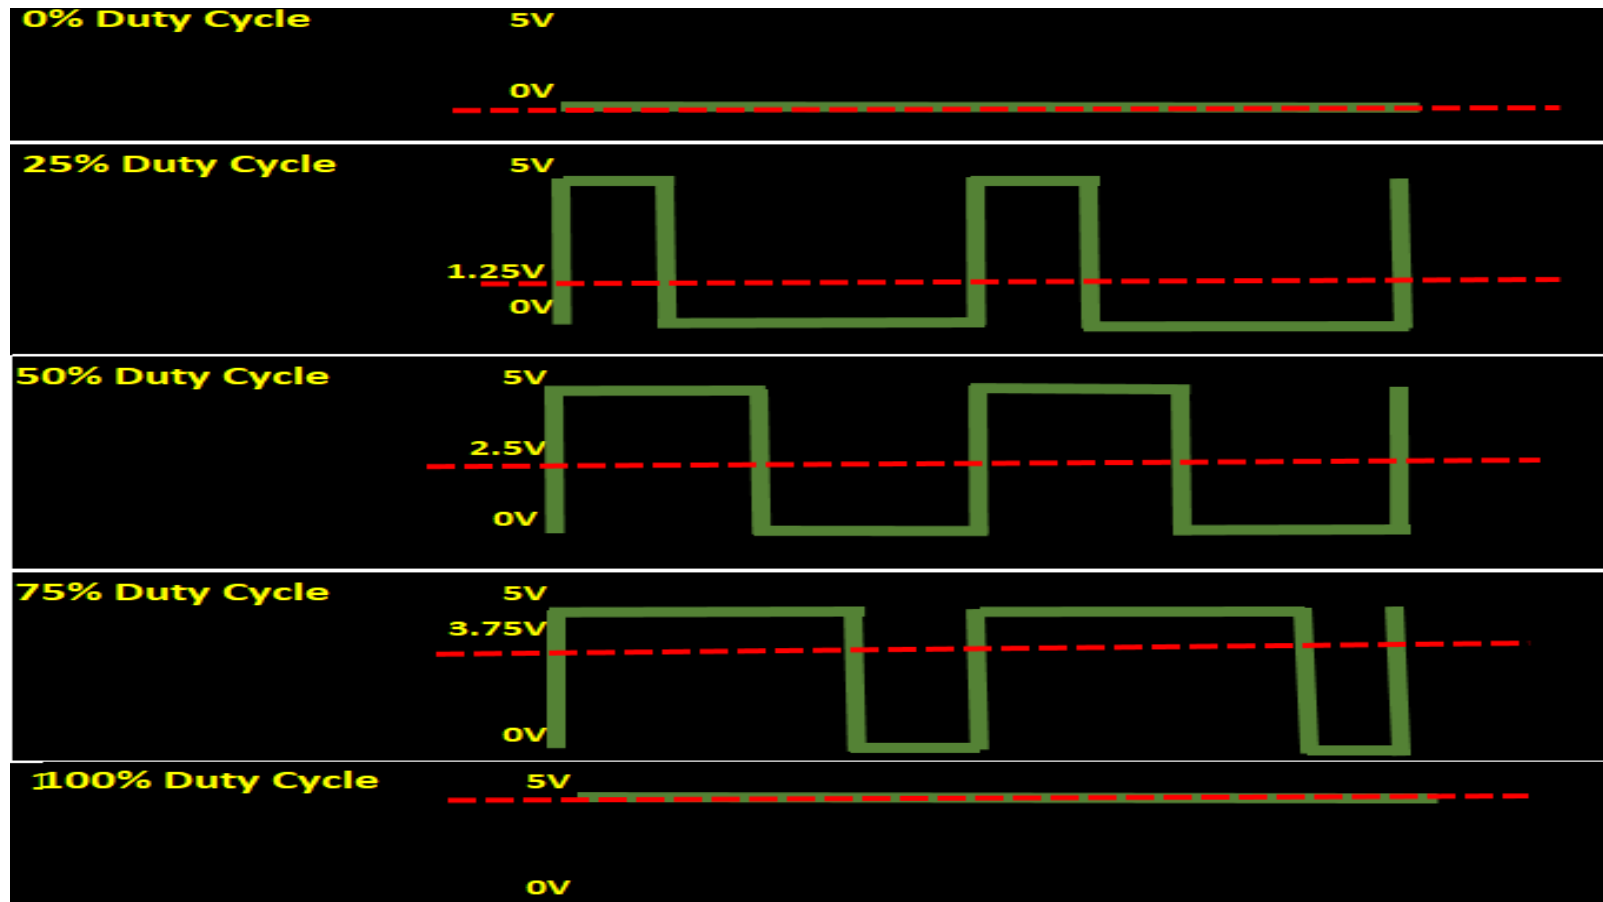 0% Duty Cycle 5V
0V
25% Duty Cycle 5V
1.25V
0V
50% Duty Cycle 5V
2.5V
0V
75% Duty Cycle 5V
3.75V
0V
1100% Duty Cycle 5V
0V